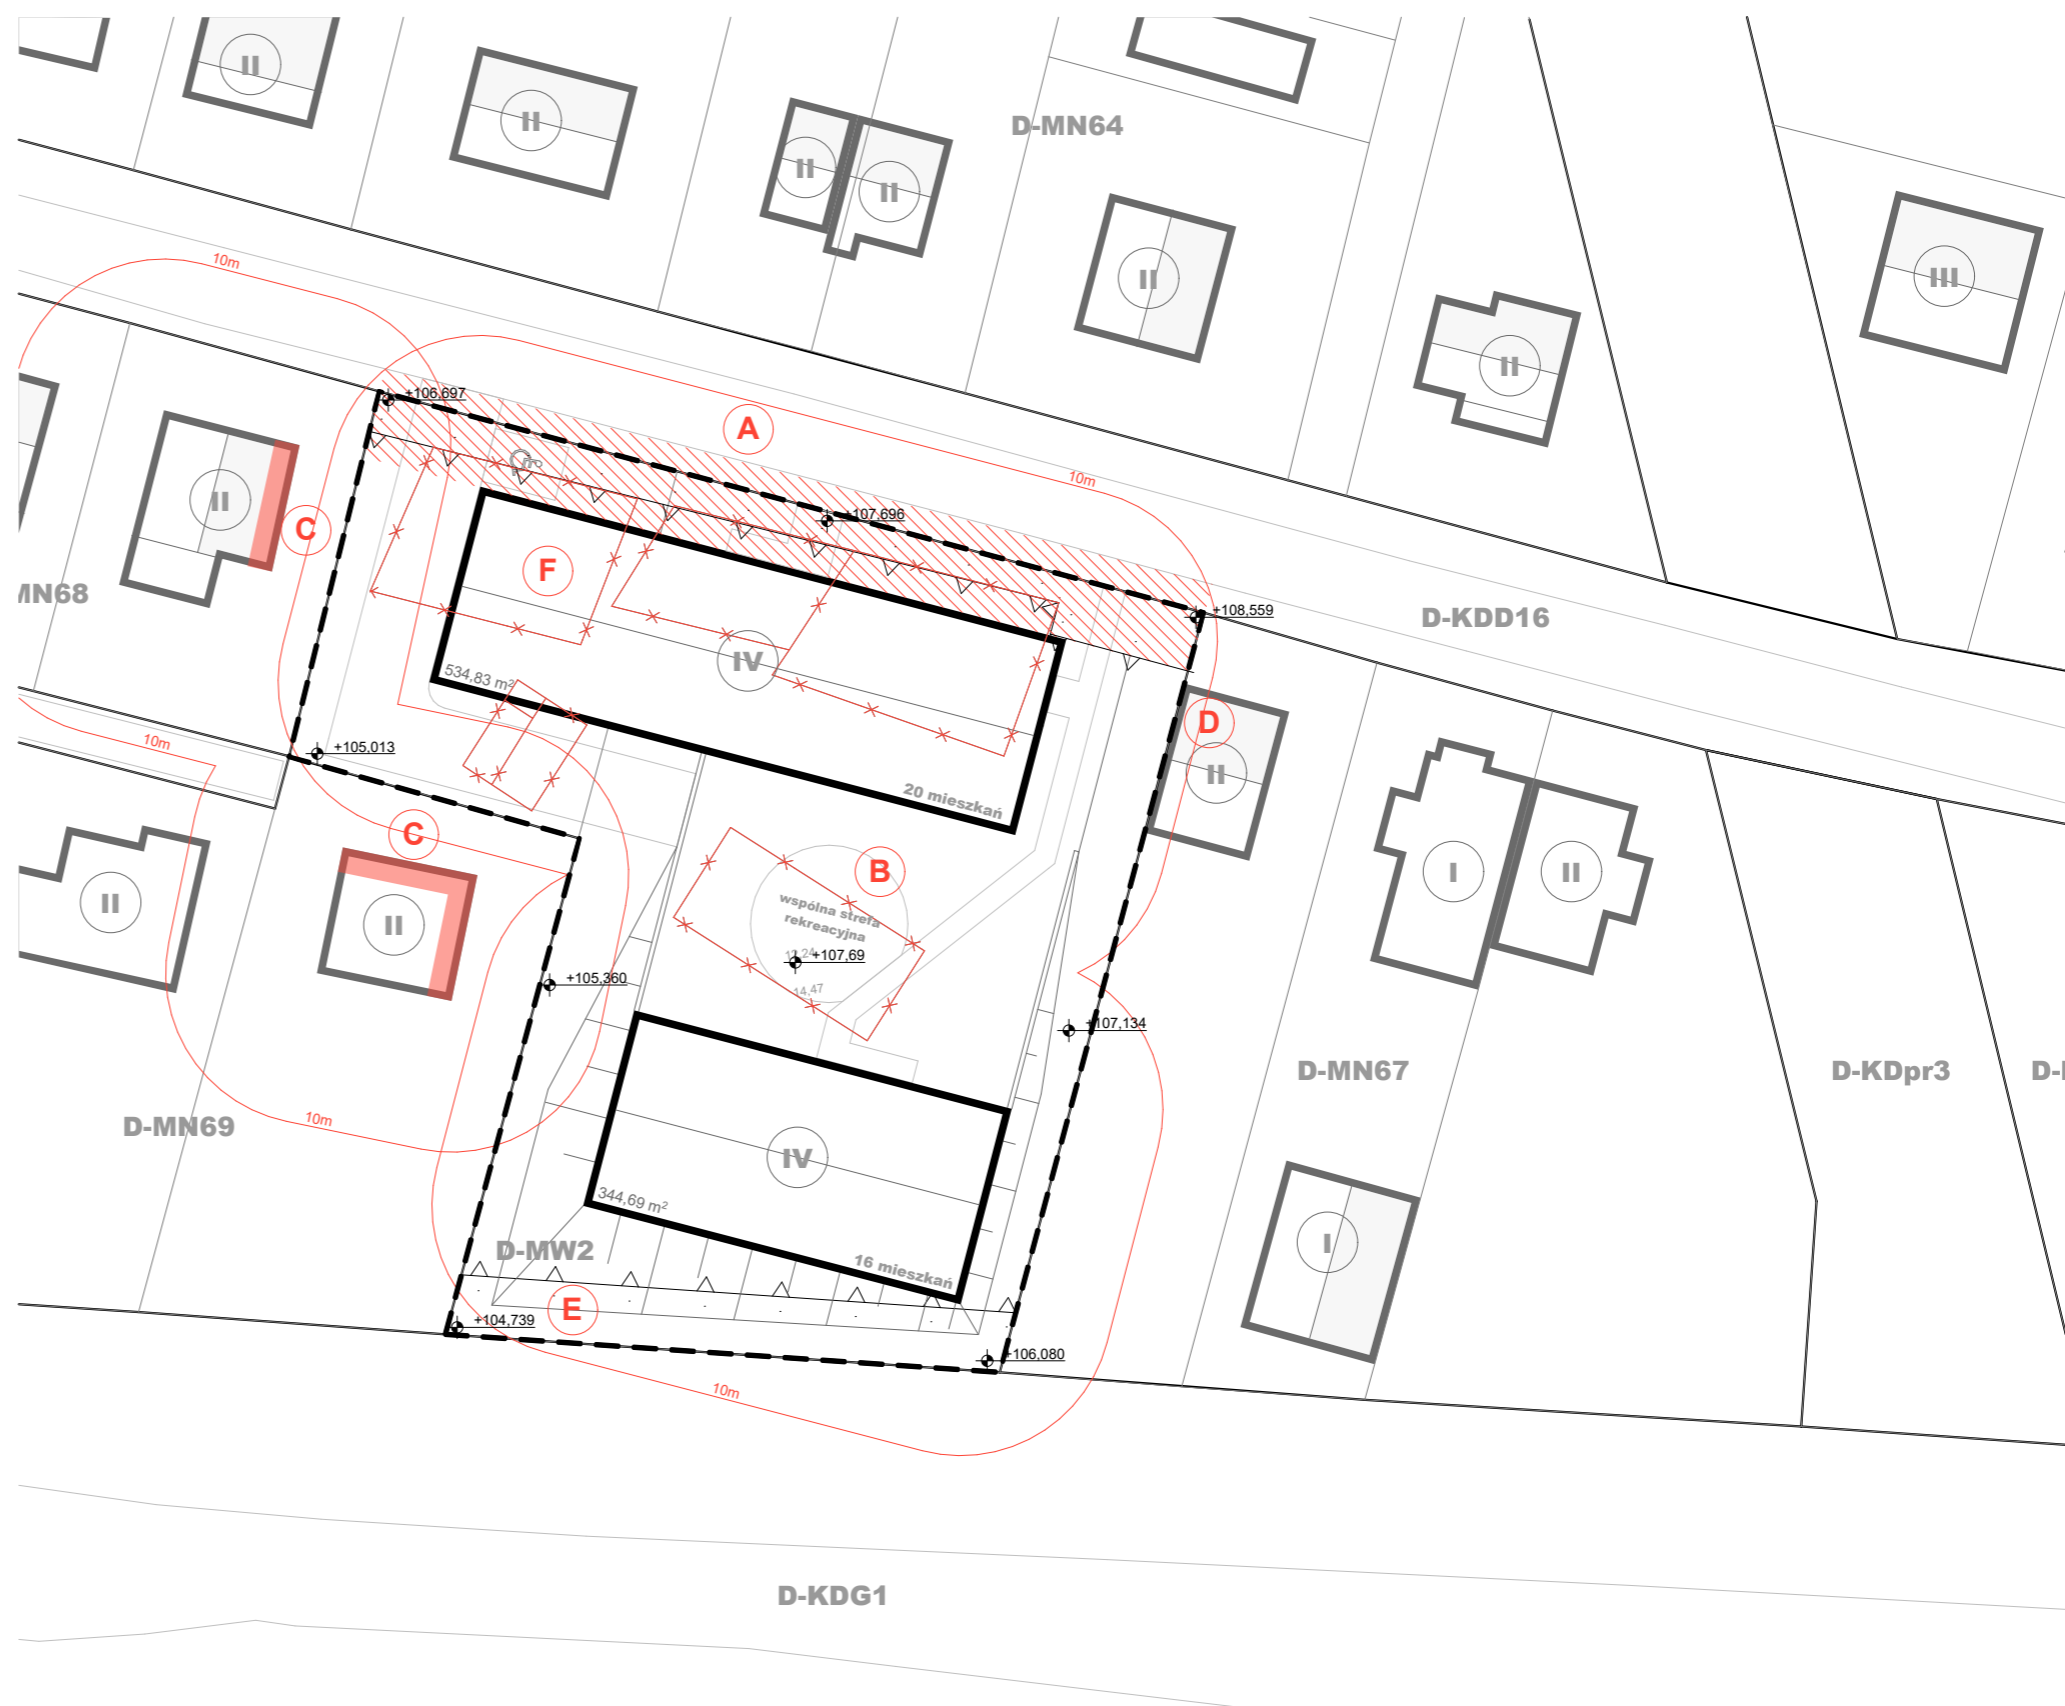 II
II
II
II
D-MN64
II
II
III
10m
+106,697
A
10m
II
C
+107,696
F
MN68
IV
534,83 m²
+108,559
D-KDD16
D
II
10m
+105,013
20 mieszkań
C
B
I
II
II
II
wspólna strefa
rekreacyjna
+107,69
14,47
+105,360
+107,134
D-MN67
D-KDpr3
10m
D-MN69
IV
344,69 m²
D-MW2
16 mieszkań
I
E
+104,739
+106,080
10m
D-KDG1